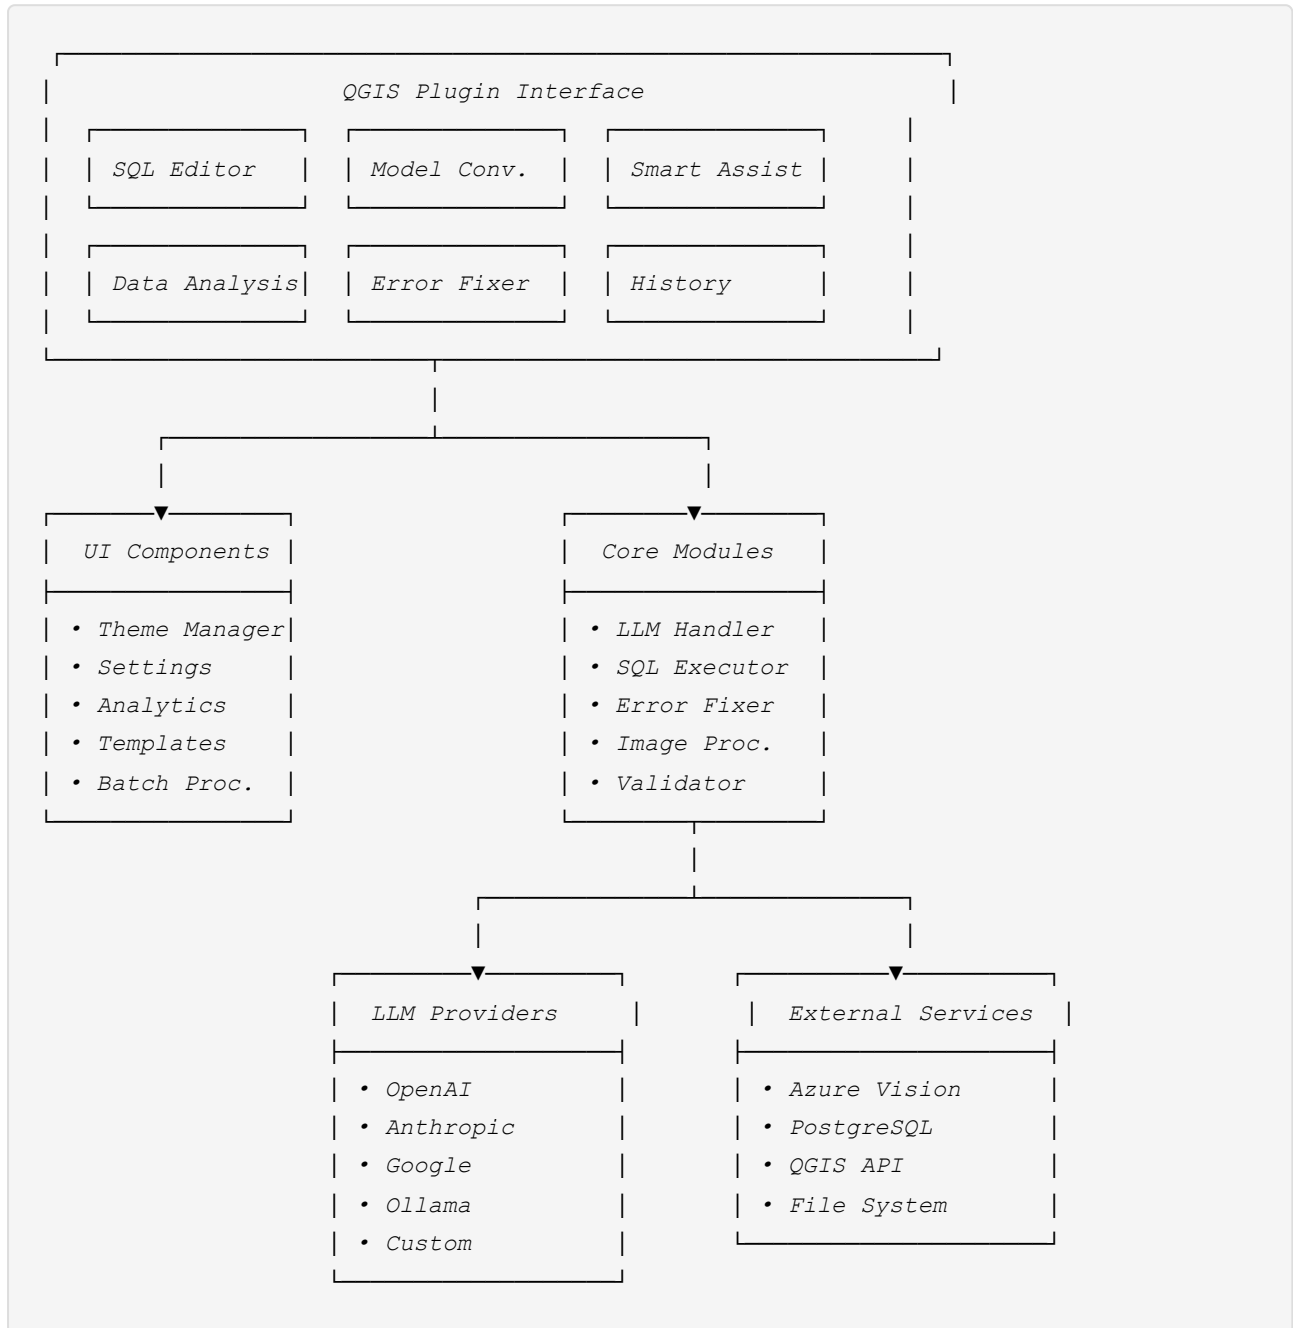 QGIS Plugin Interface
SQL Editor Model Conv. Smart Assist
Data Analysis Error Fixer History
UI Components Core Modules
• Theme Manager • LLM Handler
• Settings • SQL Executor
• Analytics • Error Fixer
• Templates • Image Proc.
• Batch Proc. • Validator
LLM Providers External Services
• OpenAI • Azure Vision
• Anthropic • PostgreSQL
• Google • QGIS API
• Ollama • File System
• Custom